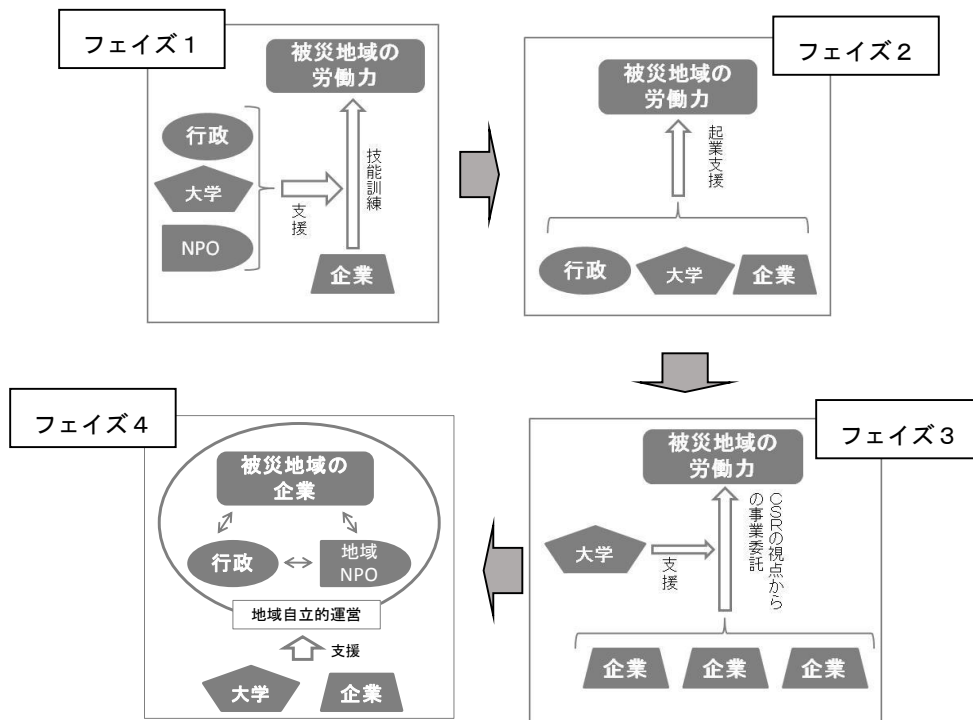 フェイズ１
被災地域の
労働力
行政
大学
NPO
支援
技能訓練
企業
フェイズ２
被災地域の
労働力
起業支援
行政
大学
企業
フェイズ３
被災地域の
労働力
大学
支援
CSRの視点から
の事業委託
企業
企業
企業
フェイズ４
被災地域の
企業
行政
地域
NPO
地域自立的運営
支援
大学
企業